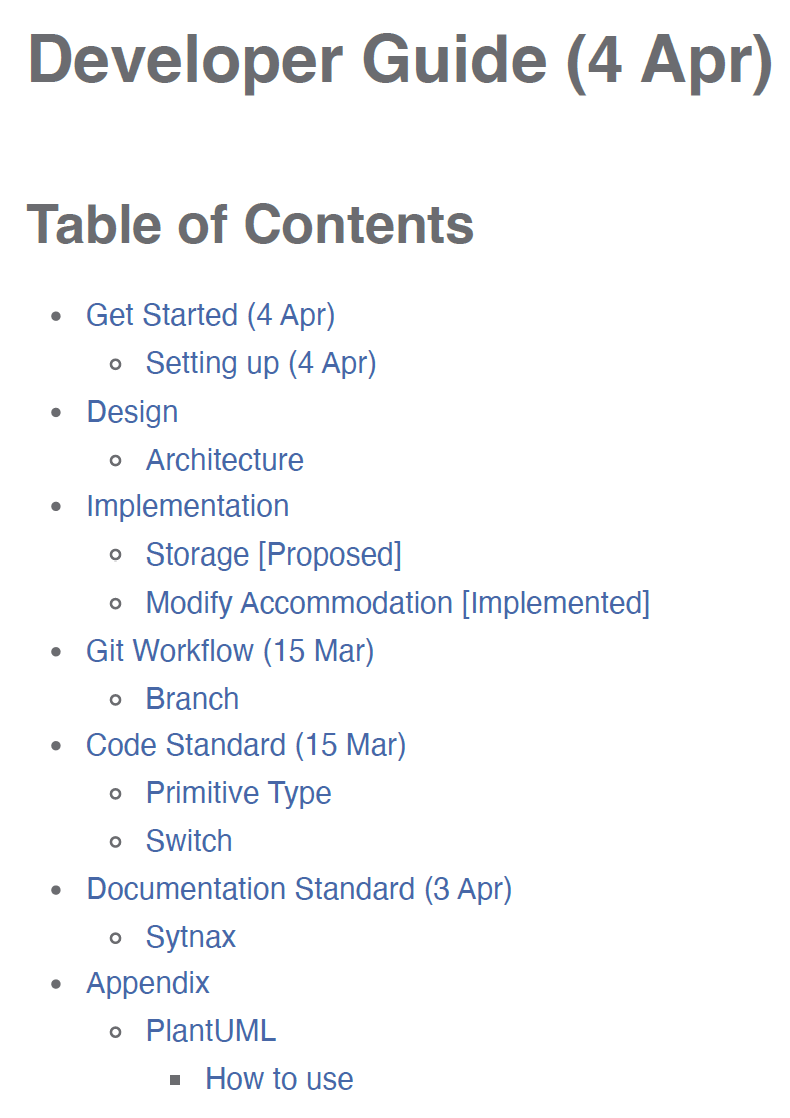 Developer Guide (4 Apr)
Table of Contents
Get Started (4 Apr)
Setting up (4 Apr)
Design
Architecture
Implementation
Storage [Proposed]
Modify Accommodation [Implemented]
Git Workflow (15 Mar)
Branch
Code Standard (15 Mar)
Primitive Type
Switch
Documentation Standard (3 Apr)
Sytnax
Appendix
PlantUML
How to use